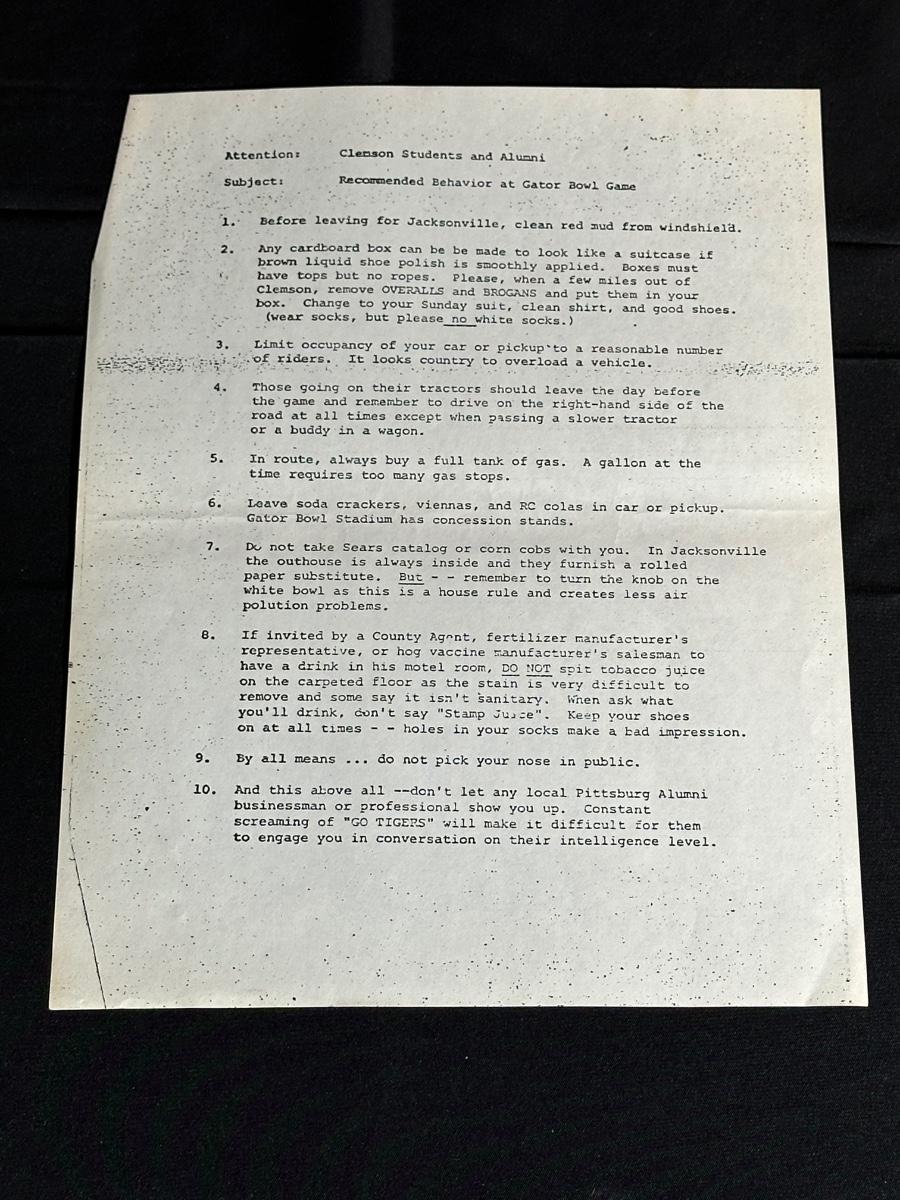 Attention: Clemson Students and Alumni
Subject: Recommended Behavior at Gator Bowl Game
1. Before leaving for Jacksonville, clean red mud from windshield.
2. Any cardboard box can be be made to look like a suitcase if
brown liquid shoe polish is smoothly applied. Boxes must
have tops but no ropes. Please, when a few miles out of
Clemson, remove OVERALLS and BROGANS and put them in your
box. Change to your Sunday suit, clean shirt, and good shoes.
(wear socks, but please no white socks.)
3. Limit occupancy of your car or pickup to a reasonable number
of riders. It looks country to overload a vehicle.
4. Those going on their tractors should leave the day before
the game and remember to drive on the right-hand side of the
road at all times except when passing a slower tractor
or a buddy in a wagon.
5. In route, always buy a full tank of gas. A gallon at the
time requires too many gas stops.
6. Leave soda crackers, viennas, and RC colas in car or pickup.
Gator Bowl Stadium has concession stands.
7. Do not take Sears catalog or corn cobs with you. In Jacksonville
the outhouse is always inside and they furnish a rolled
paper substitute. But - - remember to turn the knob on the
white bowl as this is a house rule and creates less air
polution problems.
8. If invited by a County Agent, fertilizer manufacturer's
representative, or hog vaccine manufacturer's salesman to
have a drink in his motel room, DO NOT spit tobacco juice
on the carpeted floor as the stain is very difficult to
remove and some say it isn't sanitary. When ask what
you'll drink, don't say "Stamp Juice". Keep your shoes
on at all times - - holes in your socks make a bad impression.
9. By all means ... do not pick your nose in public.
10. And this above all --don't let any local Pittsburg Alumni
businessman or professional show you up. Constant
screaming of "GO TIGERS" will make it difficult for them
to engage you in conversation on their intelligence level.